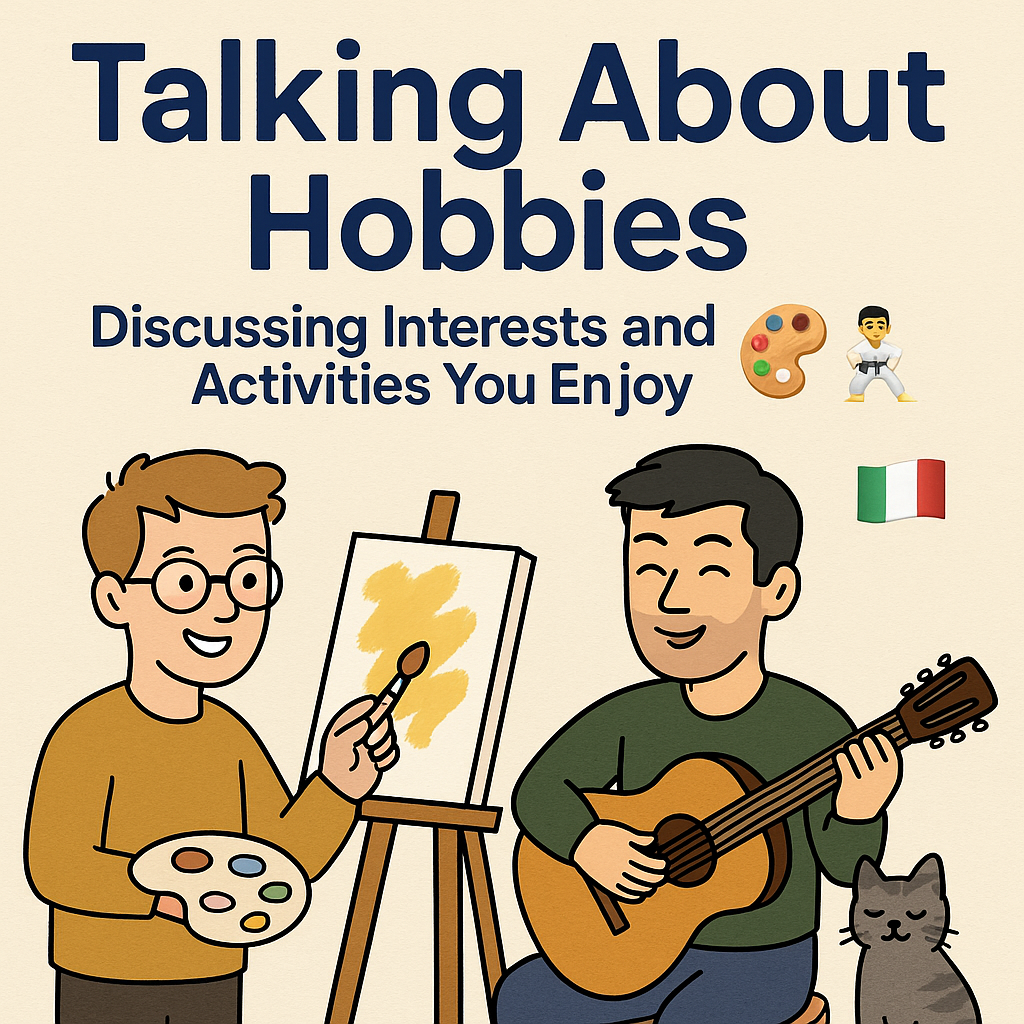 Talking About
Hobbies
Discussing Interests and
Activities You Enjoy